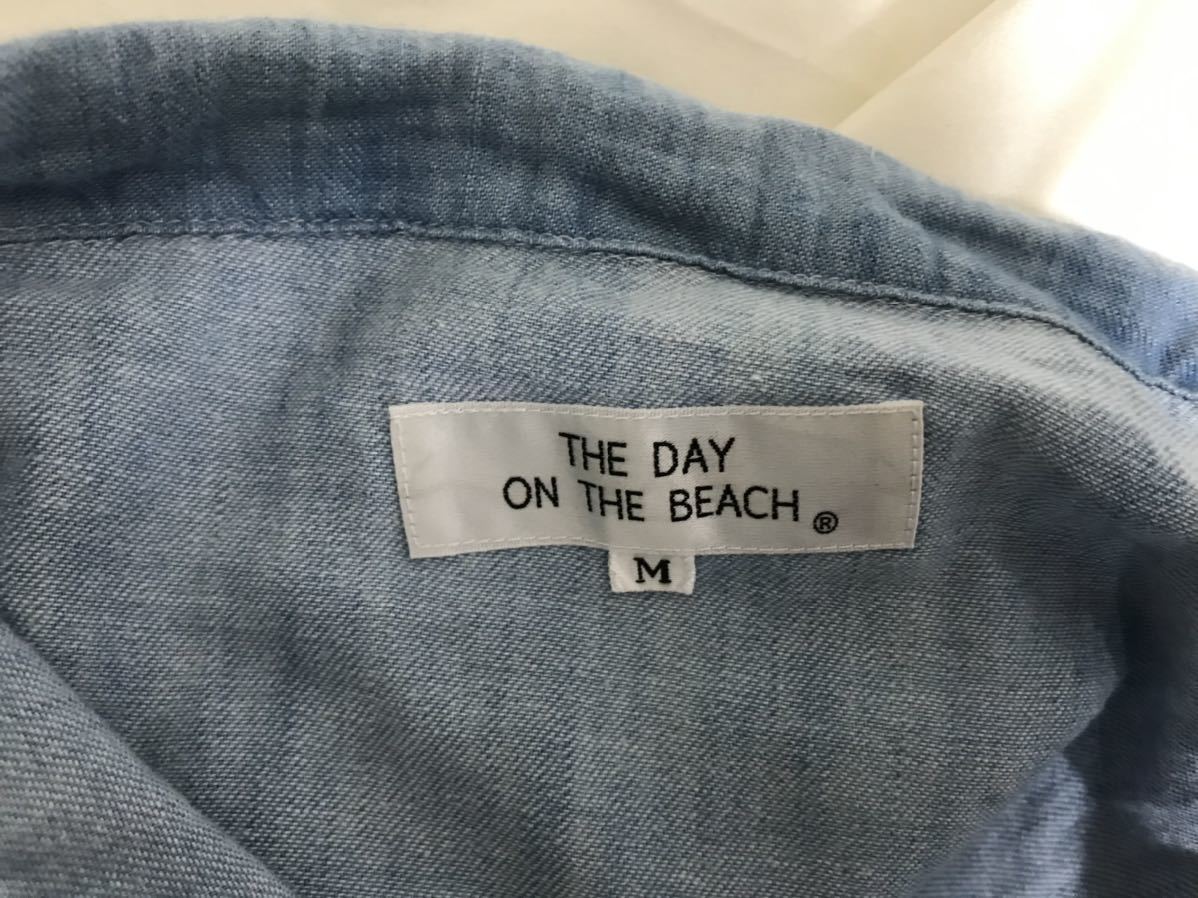 THE DAY
ON THE BEACH ®
M